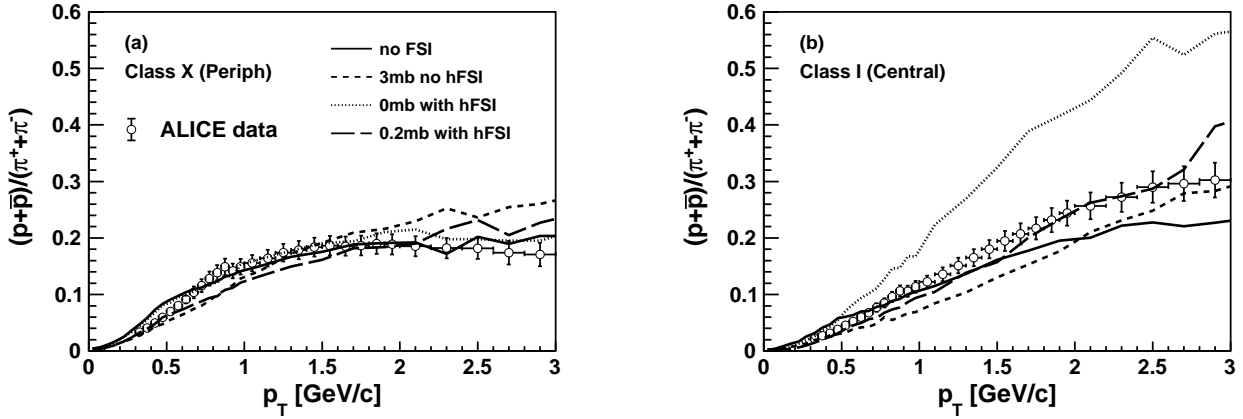 0.6
0.5
0.4
0.3
0.2
0.1
0
(p+p̅)/(π⁺+π⁻)
(a)
Class X (Periph)
ALICE data
no FSI
3mb no hFSI
0mb with hFSI
0.2mb with hFSI
0 0.5 1 1.5 2 2.5 3
p_T [GeV/c]
0.6
0.5
0.4
0.3
0.2
0.1
0
(p+p̅)/(π⁺+π⁻)
(b)
Class I (Central)
0 0.5 1 1.5 2 2.5 3
p_T [GeV/c]